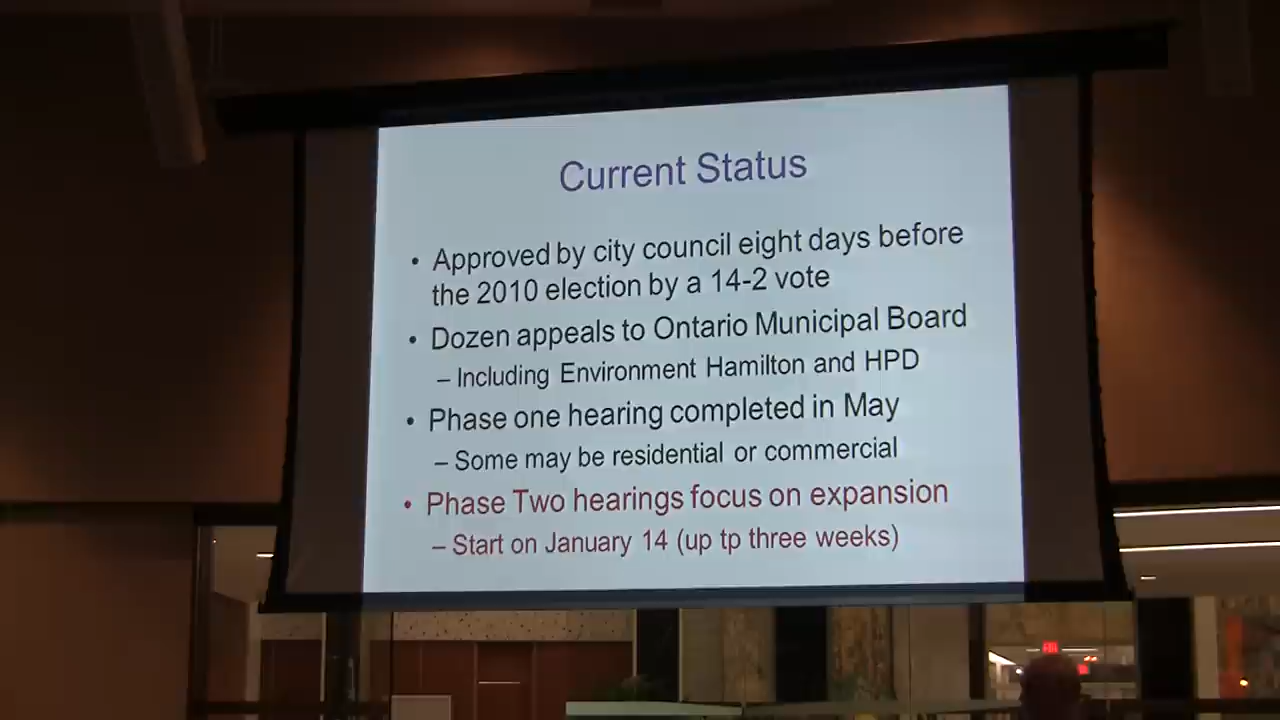 Current Status
• Approved by city council eight days before
the 2010 election by a 14-2 vote
• Dozen appeals to Ontario Municipal Board
– Including Environment Hamilton and HPD
• Phase one hearing completed in May
– Some may be residential or commercial
• Phase Two hearings focus on expansion
– Start on January 14 (up tp three weeks)